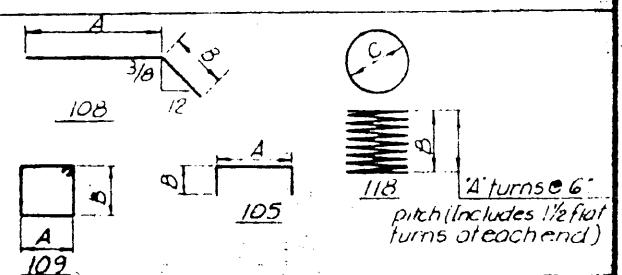 A
B
3/8
12
108
C
B
118
"A" turns @ 6"
pitch (Includes 1½ flat
turns at each end)
A
B
105
B
A
109